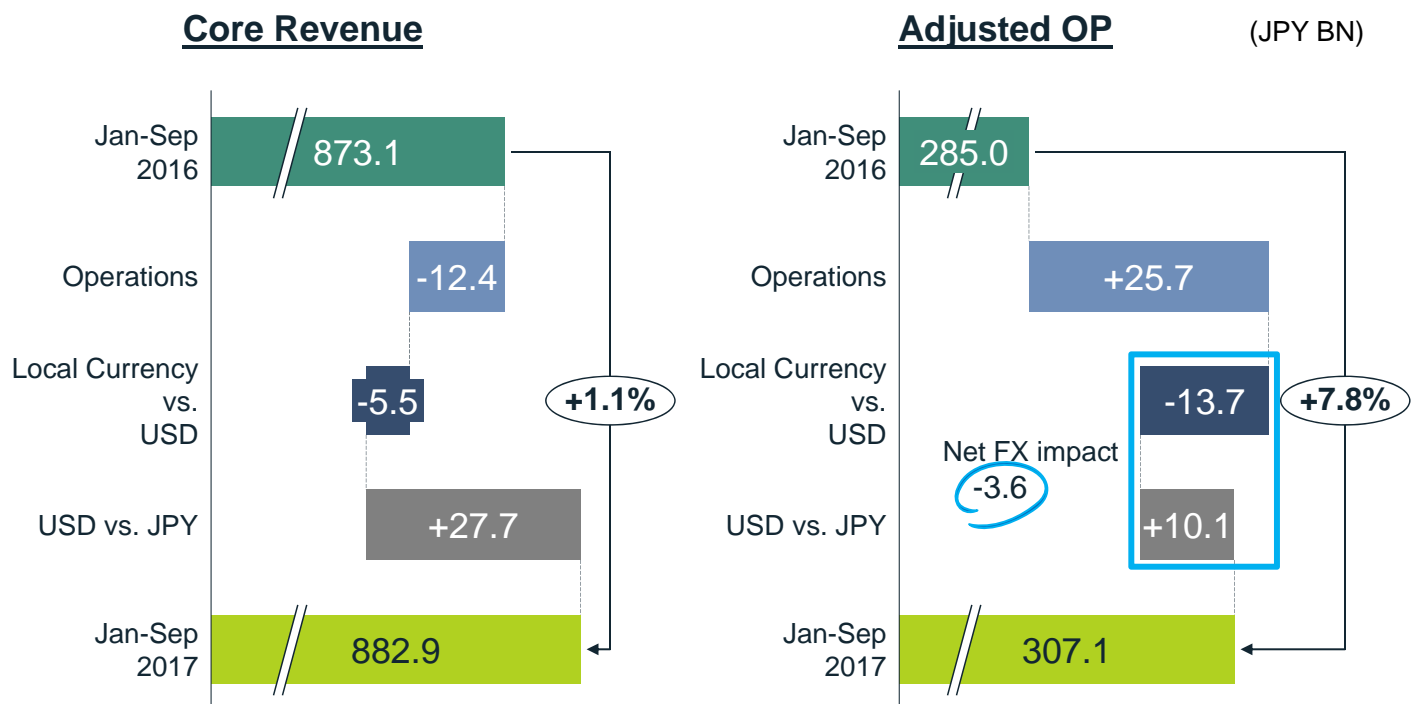 Core Revenue
Jan-Sep
2016
873.1
Operations
-12.4
Local Currency
vs.
USD
-5.5
+1.1%
USD vs. JPY
+27.7
Jan-Sep
2017
882.9
Adjusted OP
(JPY BN)
Jan-Sep
2016
285.0
Operations
+25.7
Local Currency
vs.
USD
-13.7
+7.8%
Net FX impact
-3.6
USD vs. JPY
+10.1
Jan-Sep
2017
307.1